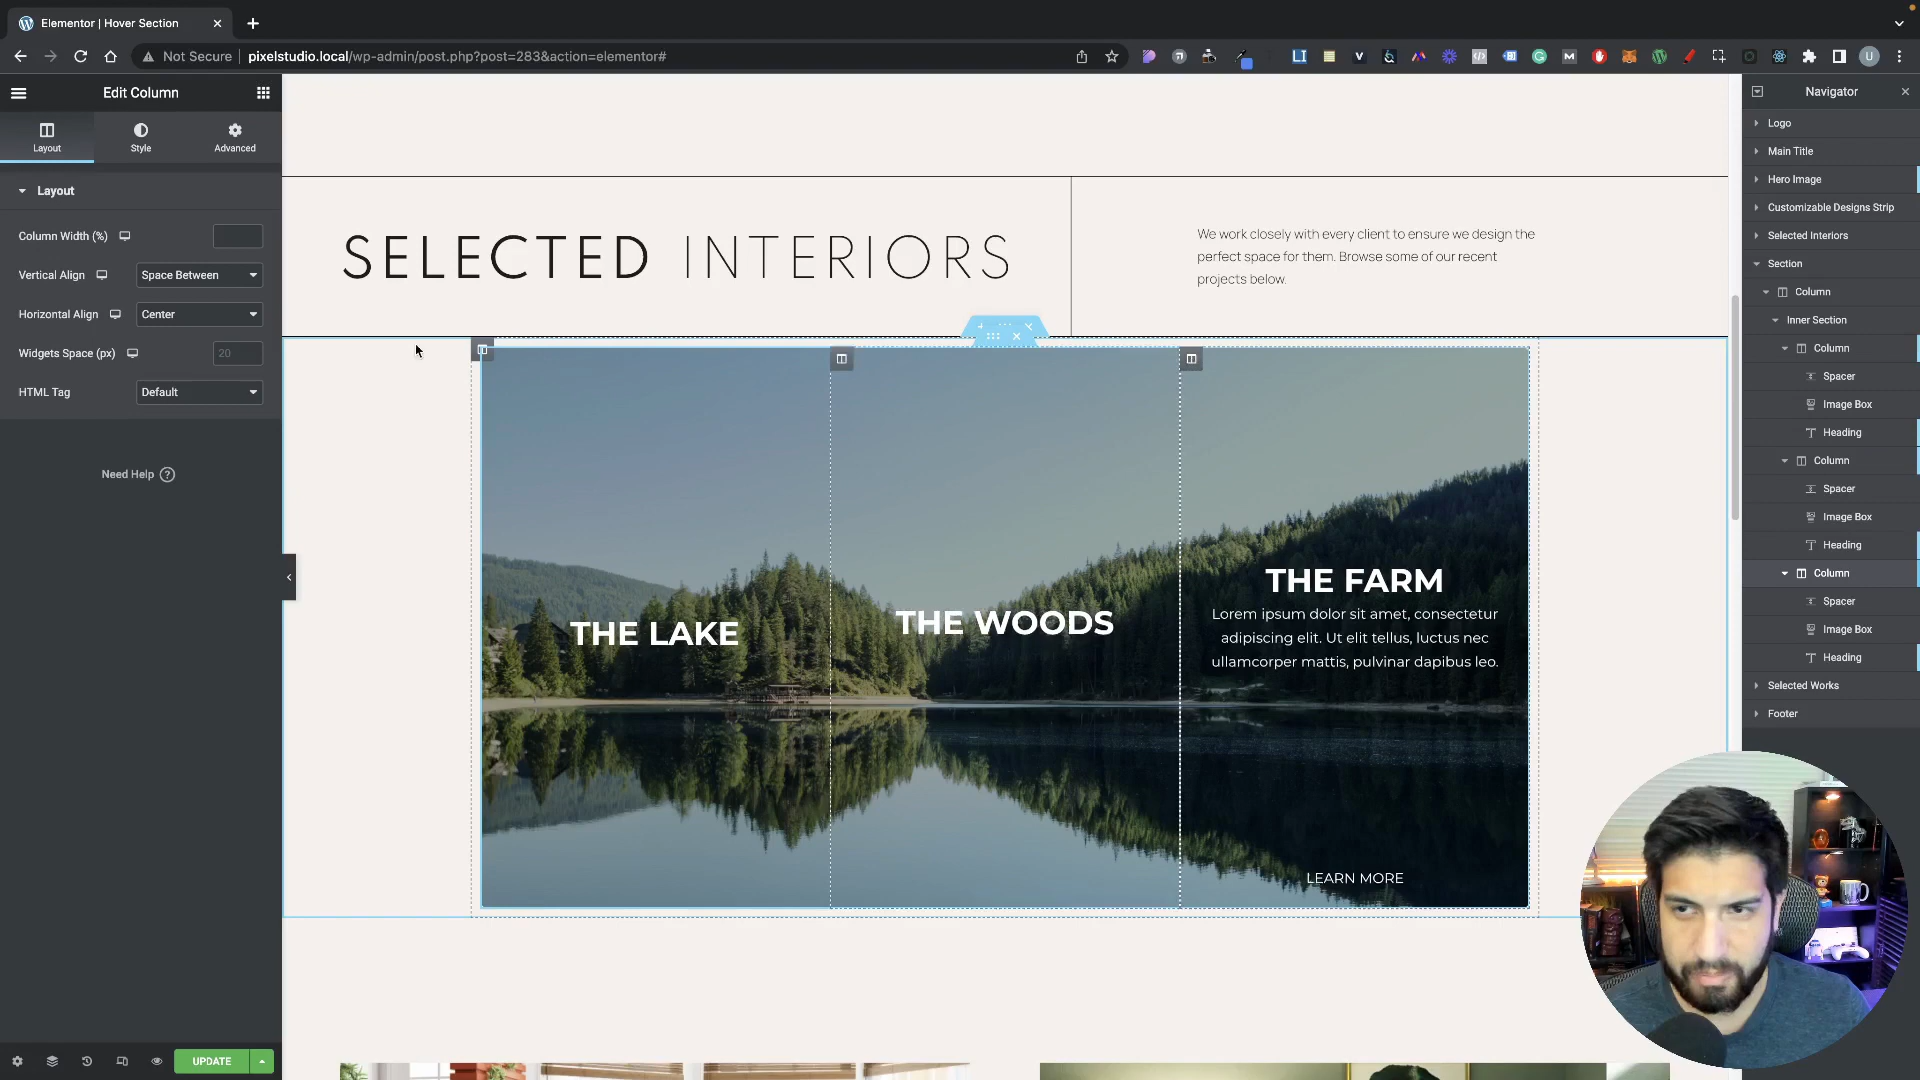 Elementor | Hover Section
Not Secure
pixelstudio.local/wp-admin/post.php?post=283&action=elementor#
Edit Column
Layout
Style
Advanced
Layout
Column Width (%)
Vertical Align
Space Between
Horizontal Align
Center
Widgets Space (px)
20
HTML Tag
Default
Need Help
UPDATE
SELECTED INTERIORS
We work closely with every client to ensure we design the
perfect space for them. Browse some of our recent
projects below.
THE LAKE
THE WOODS
THE FARM
Lorem ipsum dolor sit amet, consectetur
adipiscing elit. Ut elit tellus, luctus nec
ullamcorper mattis, pulvinar dapibus leo.
LEARN MORE
Navigator
Logo
Main Title
Hero Image
Customizable Designs Strip
Selected Interiors
Section
Column
Inner Section
Column
Spacer
Image Box
Heading
Column
Spacer
Image Box
Heading
Column
Spacer
Image Box
Heading
Selected Works
Footer